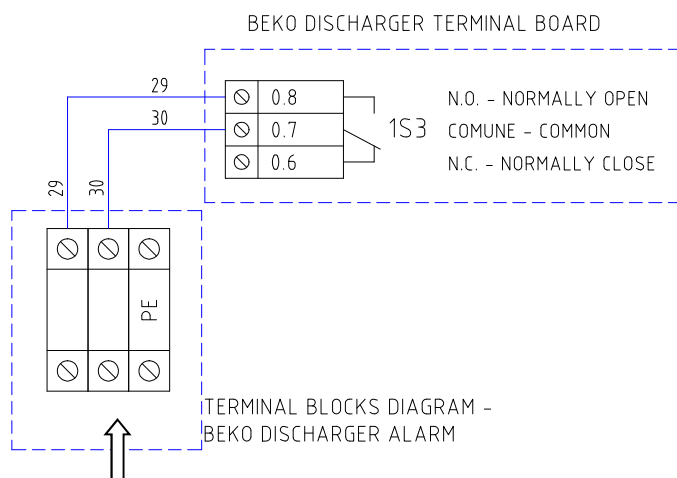 BEKO DISCHARGER TERMINAL BOARD
29
0.8
N.O. - NORMALLY OPEN
30
0.7
1S3
COMUNE - COMMON
0.6
N.C. - NORMALLY CLOSE
29
30
PE
TERMINAL BLOCKS DIAGRAM -
BEKO DISCHARGER ALARM